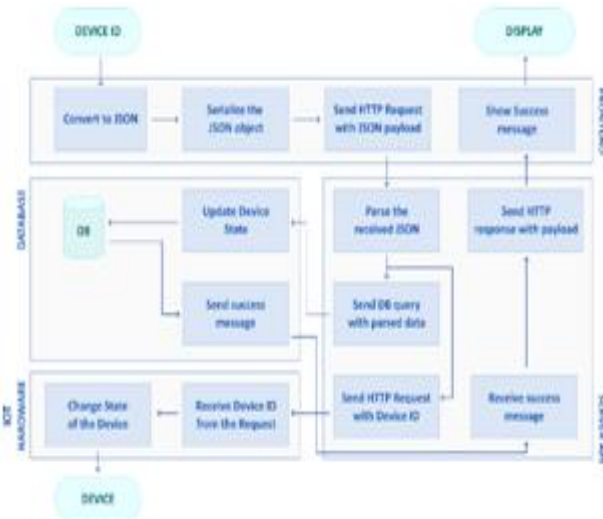 DEVICE ID
DISPLAY
Convert to JSON
Serialize the
JSON object
Send HTTP Request
with JSON payload
Show Success
message
FRONTEND
DATABASE
DB
Update Device
State
Send success
message
Parse the
received JSON
Send HTTP
response with payload
Send DB query
with parsed data
IOT
HARDWARE
Change State
of the Device
Receive Device ID
from the Request
Send HTTP Request
with Device ID
Receive success
message
DEVICE